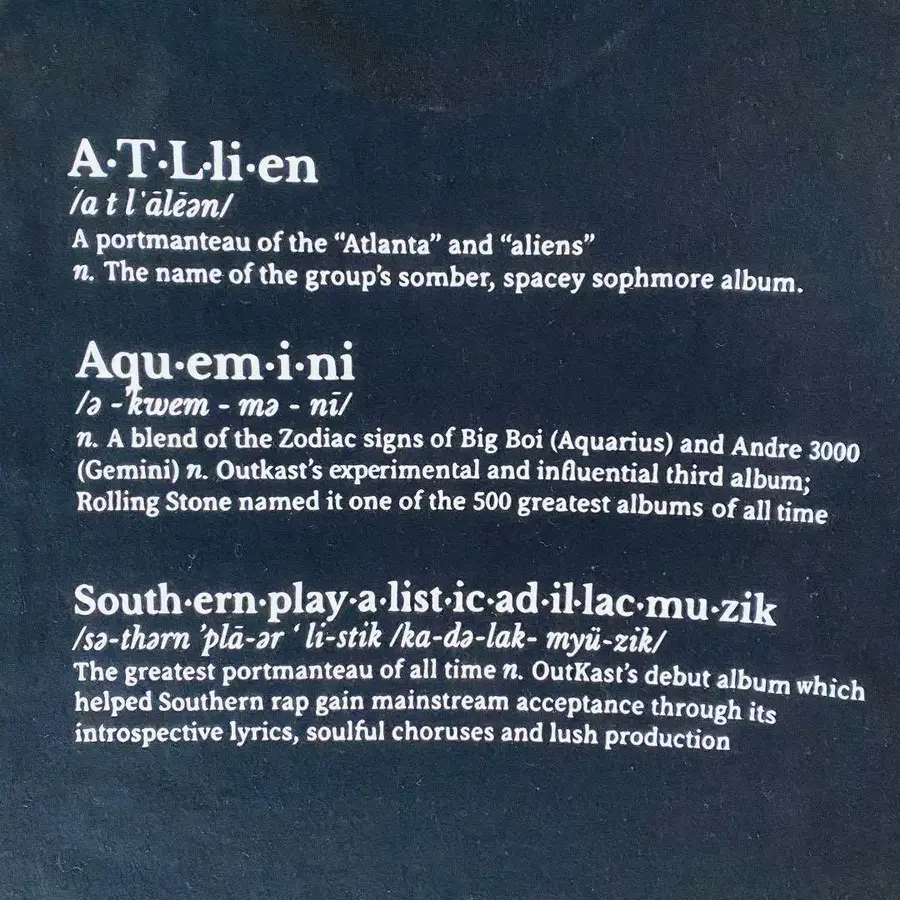 A·T·L·li·en
/a t l ˈālēən/
A portmanteau of the “Atlanta” and “aliens”
n. The name of the group’s somber, spacey sophmore album.
Aqu·em·i·ni
/ə -ˈkwem - mə - nī/
n. A blend of the Zodiac signs of Big Boi (Aquarius) and Andre 3000
(Gemini) n. Outkast’s experimental and influential third album;
Rolling Stone named it one of the 500 greatest albums of all time
South·ern·play·a·list·ic·ad·il·lac·mu·zik
/sə-thərn ’plā-ər ‘ li-stik /ka-də-lak- myü-zik/
The greatest portmanteau of all time n. OutKast’s debut album which
helped Southern rap gain mainstream acceptance through its
introspective lyrics, soulful choruses and lush production